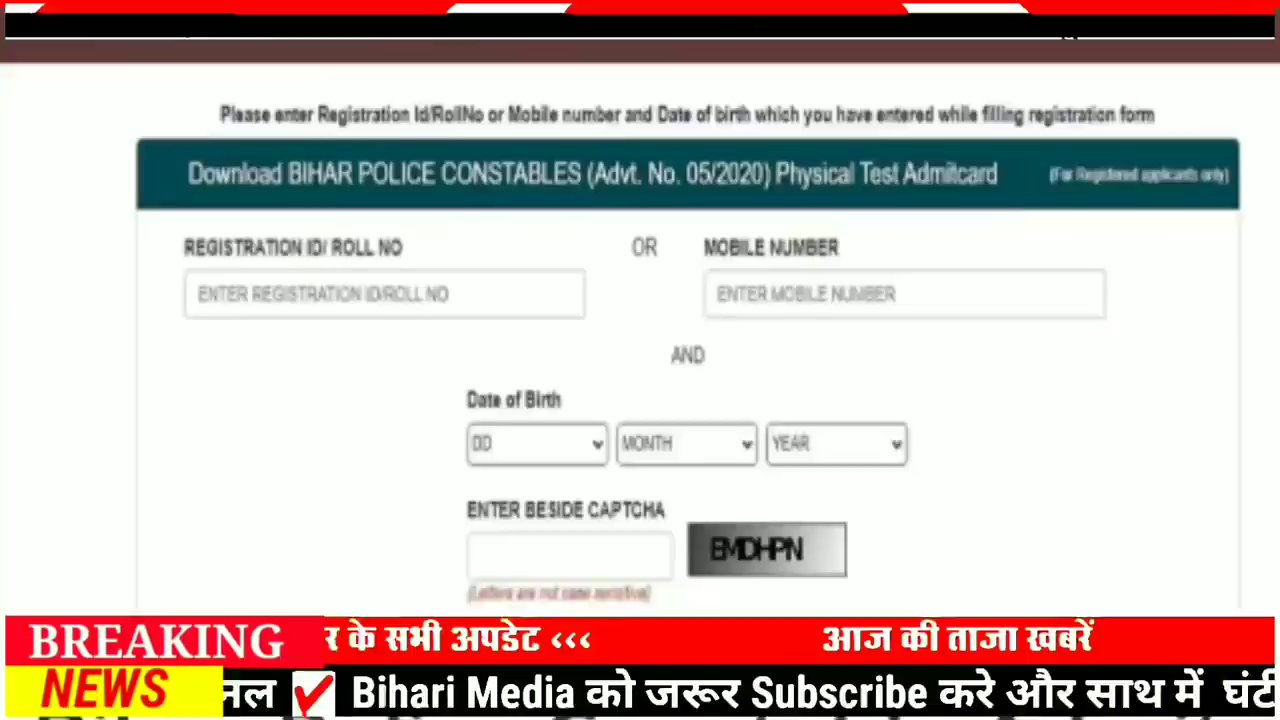 Please enter Registration Id/RollNo or Mobile number and Date of birth which you have entered while filling registration form
Download BIHAR POLICE CONSTABLES (Advt. No. 05/2020) Physical Test Admitcard (For Registered applicants only)
REGISTRATION ID/ ROLL NO OR MOBILE NUMBER
ENTER REGISTRATION ID/ROLL NO ENTER MOBILE NUMBER
AND
Date of Birth
DD MONTH YEAR
ENTER BESIDE CAPTCHA
EMDHPN
(Letters are not case sensitive)
BREAKING र के सभी अपडेट <<< आज की ताजा खबरें
NEWS नल Bihari Media को जरूर Subscribe करे और साथ में घंटी